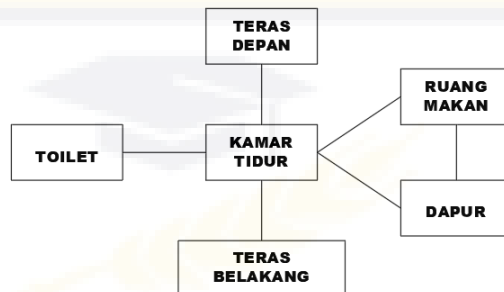 TERAS
DEPAN
RUANG
MAKAN
TOILET
KAMAR
TIDUR
DAPUR
TERAS
BELAKANG